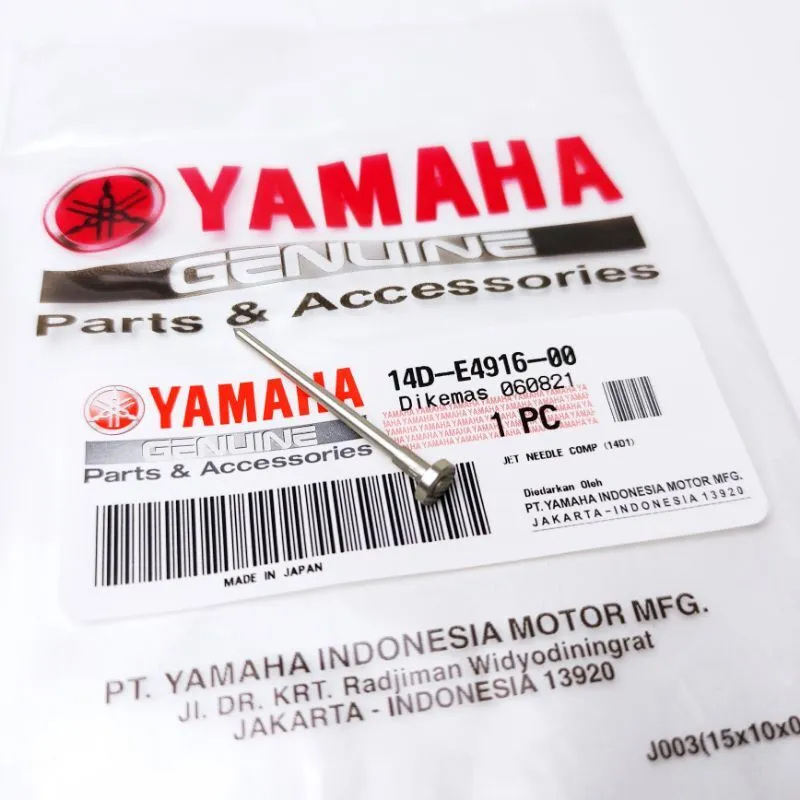 YAMAHA
GENUINE
Parts & Accessories
YAMAHA
GENUINE
Parts & Accessories
14D-E4916-00
Dikemas 060821
1 PC
JET NEEDLE COMP (14D1)
Diedarkan Oleh
PT. YAMAHA INDONESIA MOTOR MFG.
JAKARTA-INDONESIA 13920
MADE IN JAPAN
PT. YAMAHA INDONESIA MOTOR MFG.
Jl. DR. KRT. Radjiman Widyodiningrat
JAKARTA - INDONESIA 13920
J003(15x10x0